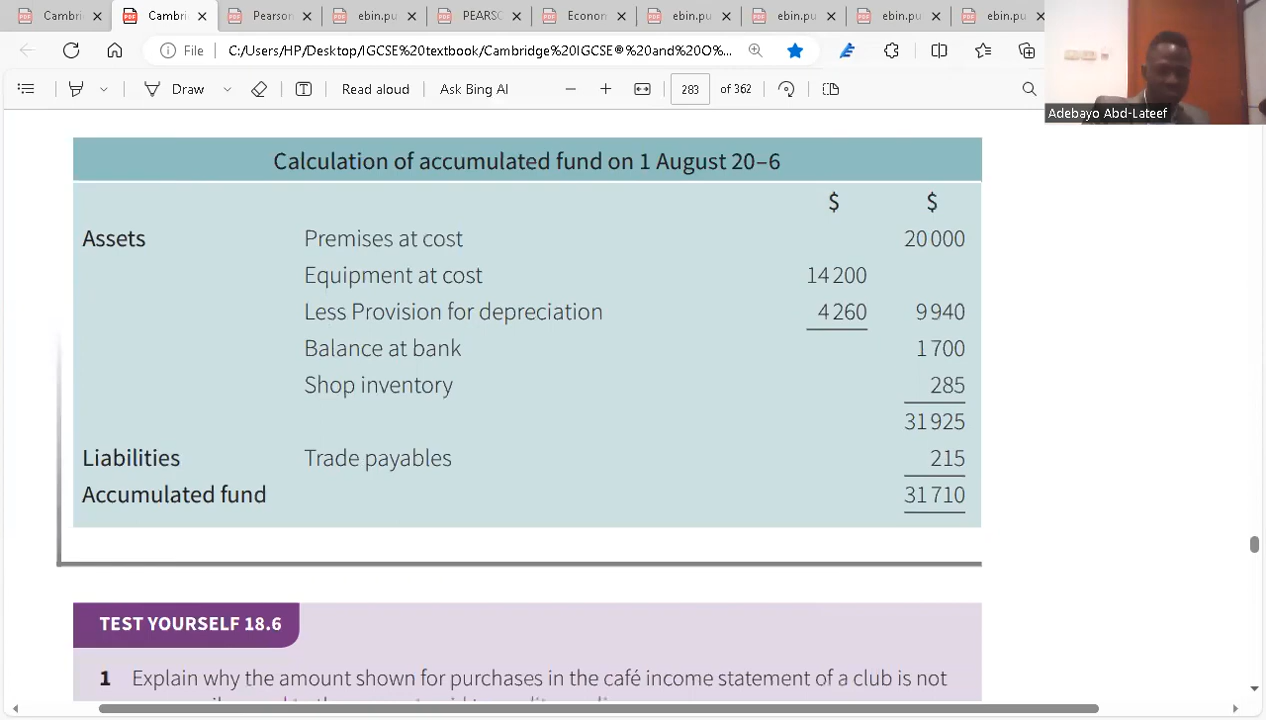 Cambri
Cambri
Pearson
ebin.pu
PEARSO
Econom
ebin.pu
ebin.pu
ebin.pu
ebin.pu
File
C:/Users/HP/Desktop/IGCSE%20textbook/Cambridge%20IGCSE®%20and%20O%...
Draw
Read aloud
Ask Bing AI
283
of 362
Adebayo Abd-Lateef
Calculation of accumulated fund on 1 August 20–6
$ $
Assets Premises at cost 20 000
Equipment at cost 14 200
Less Provision for depreciation 4 260 9 940
Balance at bank 1 700
Shop inventory 285
31 925
Liabilities Trade payables 215
Accumulated fund 31 710
TEST YOURSELF 18.6
1 Explain why the amount shown for purchases in the café income statement of a club is not